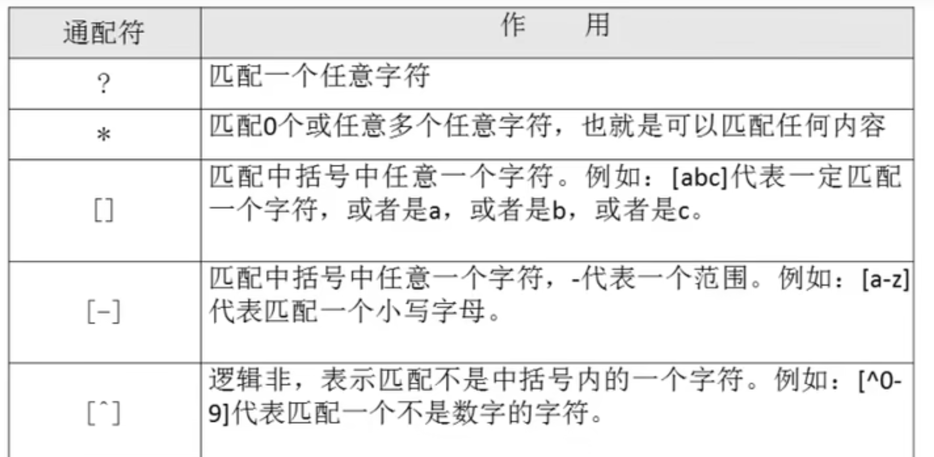 通配符 作 用
? 匹配一个任意字符
* 匹配0个或任意多个任意字符，也就是可以匹配任何内容
[] 匹配中括号中任意一个字符。例如：[abc]代表一定匹配
一个字符，或者是a，或者是b，或者是c。
[-] 匹配中括号中任意一个字符，-代表一个范围。例如：[a-z]
代表匹配一个小写字母。
[^] 逻辑非，表示匹配不是中括号内的一个字符。例如：[^0-
9]代表匹配一个不是数字的字符。